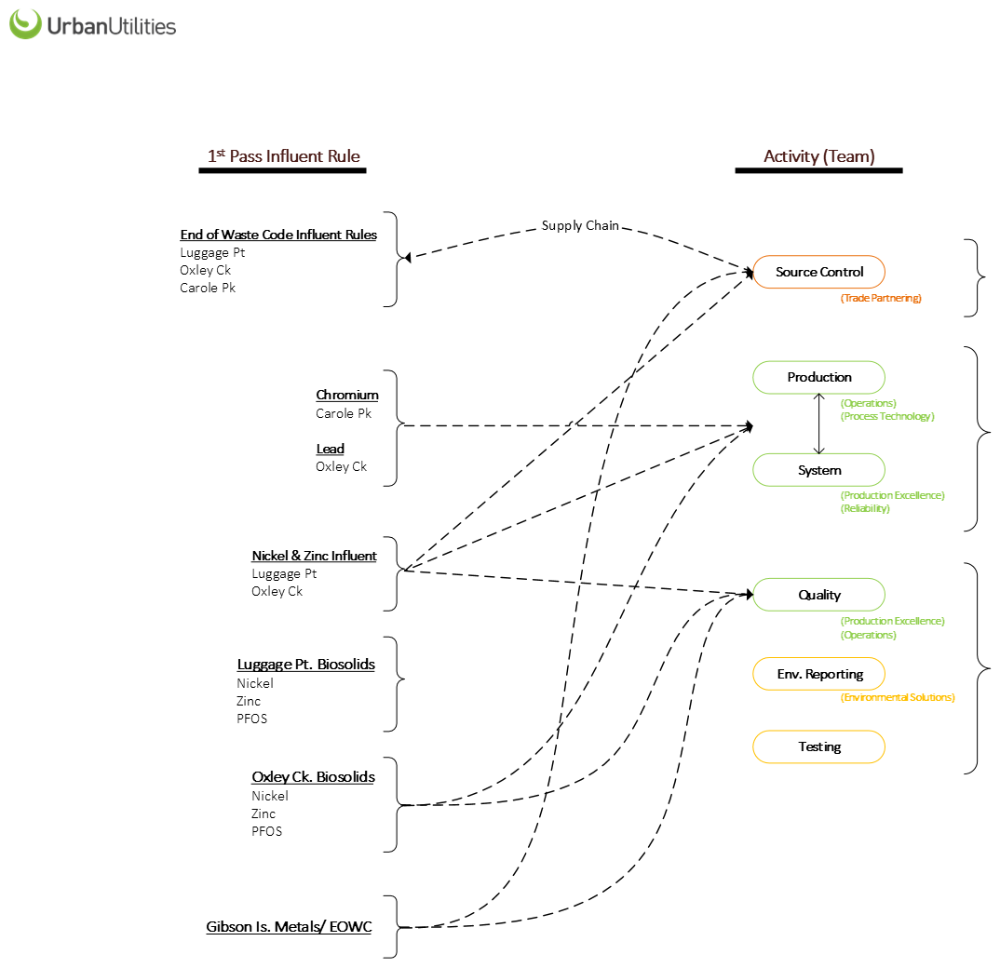 UrbanUtilities
1st Pass Influent Rule
Activity (Team)
End of Waste Code Influent Rules
Luggage Pt
Oxley Ck
Carole Pk
Supply Chain
Source Control
(Trade Partnering)
Chromium
Carole Pk
Lead
Oxley Ck
Production
(Operations)
(Process Technology)
System
(Production Excellence)
(Reliability)
Nickel & Zinc Influent
Luggage Pt
Oxley Ck
Quality
(Production Excellence)
(Operations)
Luggage Pt. Biosolids
Nickel
Zinc
PFOS
Env. Reporting
(Environmental Solutions)
Testing
Oxley Ck. Biosolids
Nickel
Zinc
PFOS
Gibson Is. Metals/ EOWC